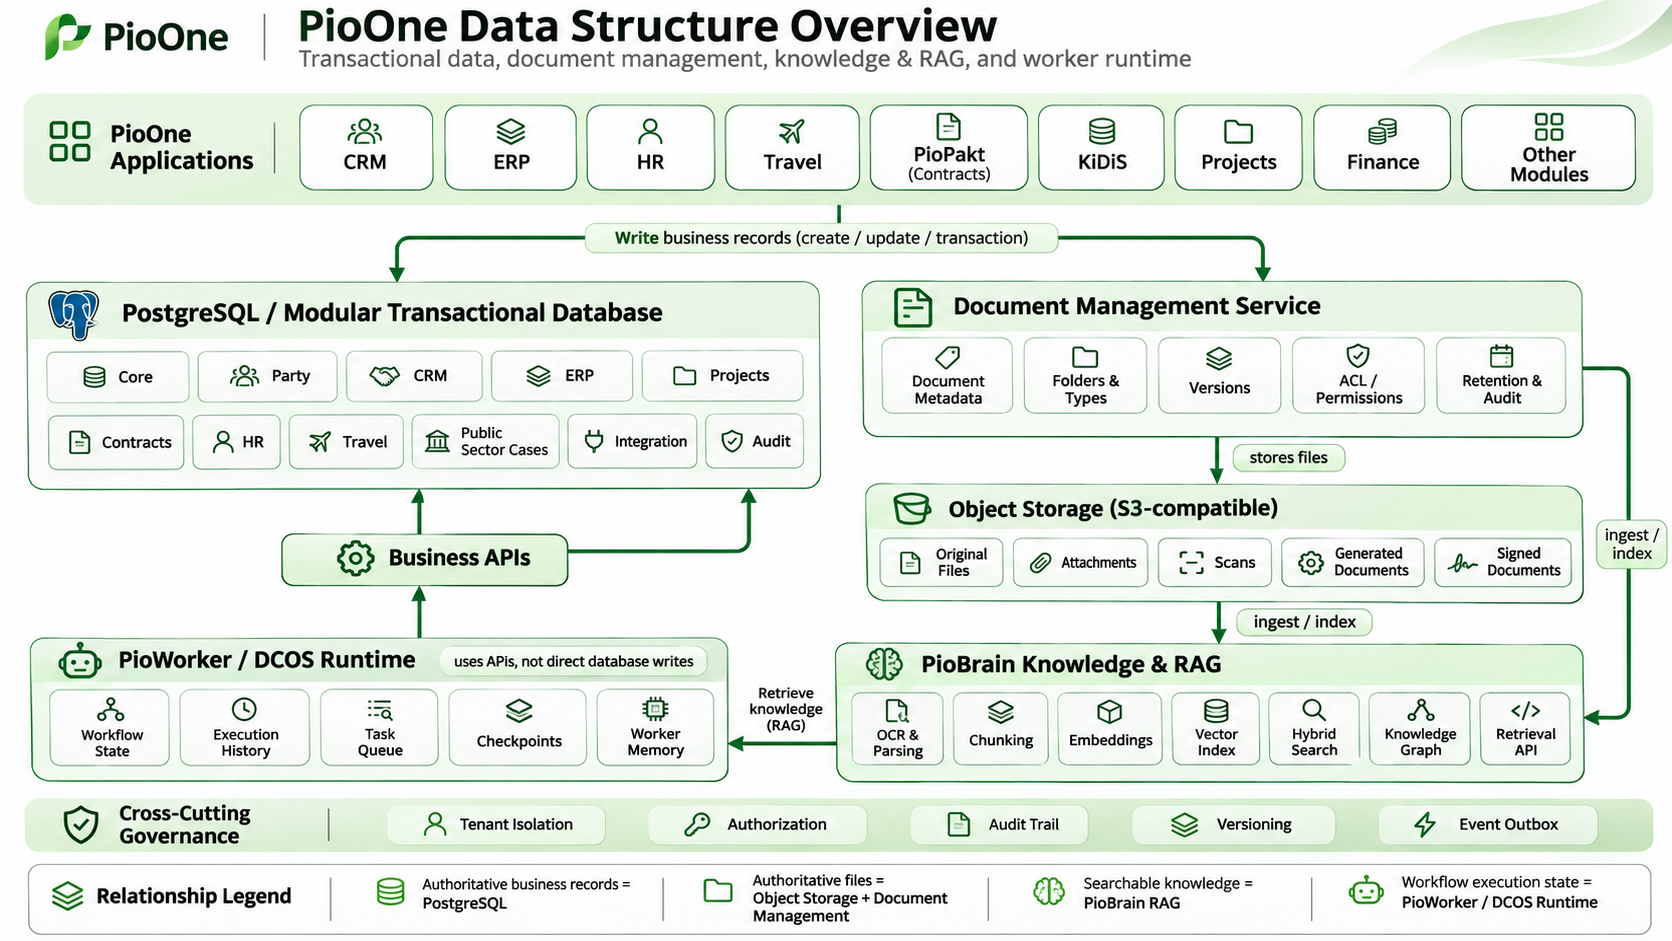 PioOne
PioOne Data Structure Overview
Transactional data, document management, knowledge & RAG, and worker runtime
PioOne
Applications
CRM
ERP
HR
Travel
PioPakt
(Contracts)
KiDiS
Projects
Finance
Other
Modules
Write business records (create / update / transaction)
PostgreSQL / Modular Transactional Database
Core
Party
CRM
ERP
Projects
Contracts
HR
Travel
Public
Sector Cases
Integration
Audit
Document Management Service
Document
Metadata
Folders &
Types
Versions
ACL /
Permissions
Retention &
Audit
stores files
Object Storage (S3-compatible)
Original
Files
Attachments
Scans
Generated
Documents
Signed
Documents
ingest /
index
ingest / index
Business APIs
PioWorker / DCOS Runtime
uses APIs, not direct database writes
Workflow
State
Execution
History
Task
Queue
Checkpoints
Worker
Memory
Retrieve
knowledge
(RAG)
PioBrain Knowledge & RAG
OCR &
Parsing
Chunking
Embeddings
Vector
Index
Hybrid
Search
Knowledge
Graph
</>
Retrieval
API
Cross-Cutting
Governance
Tenant Isolation
Authorization
Audit Trail
Versioning
Event Outbox
Relationship Legend
Authoritative business records =
PostgreSQL
Authoritative files =
Object Storage + Document
Management
Searchable knowledge =
PioBrain RAG
Workflow execution state =
PioWorker / DCOS Runtime